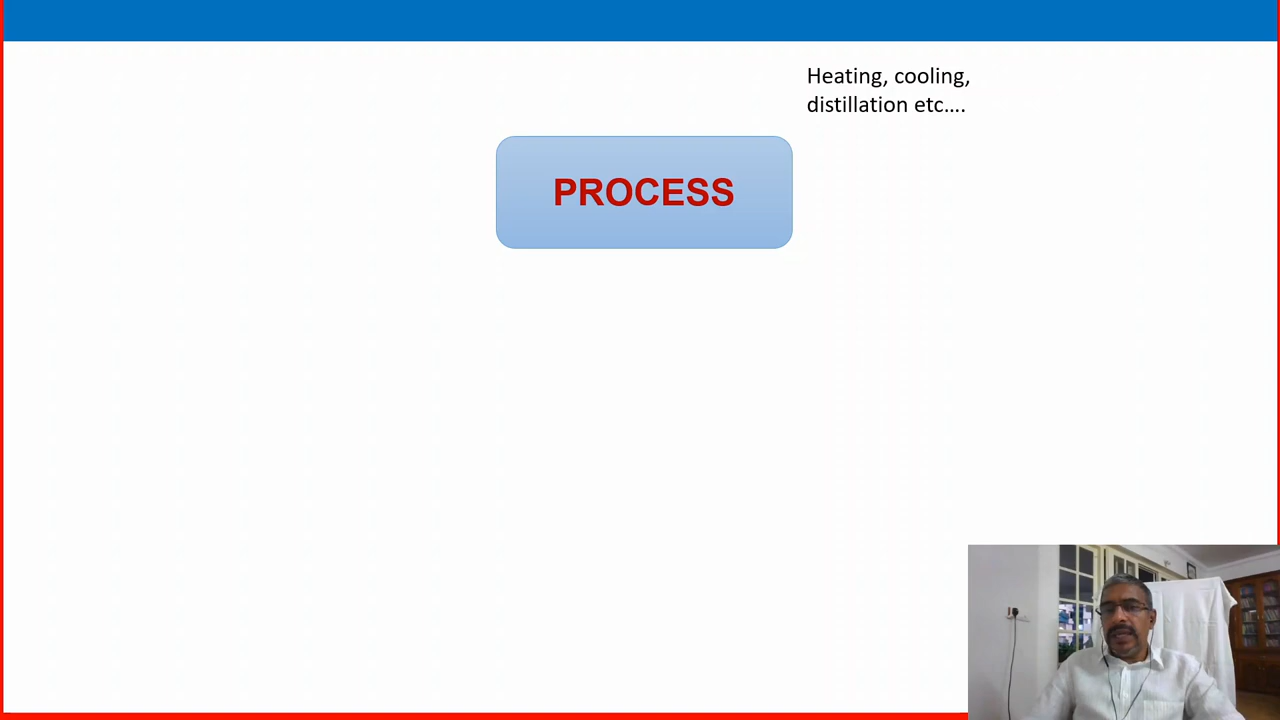 Heating, cooling,
distillation etc....
PROCESS